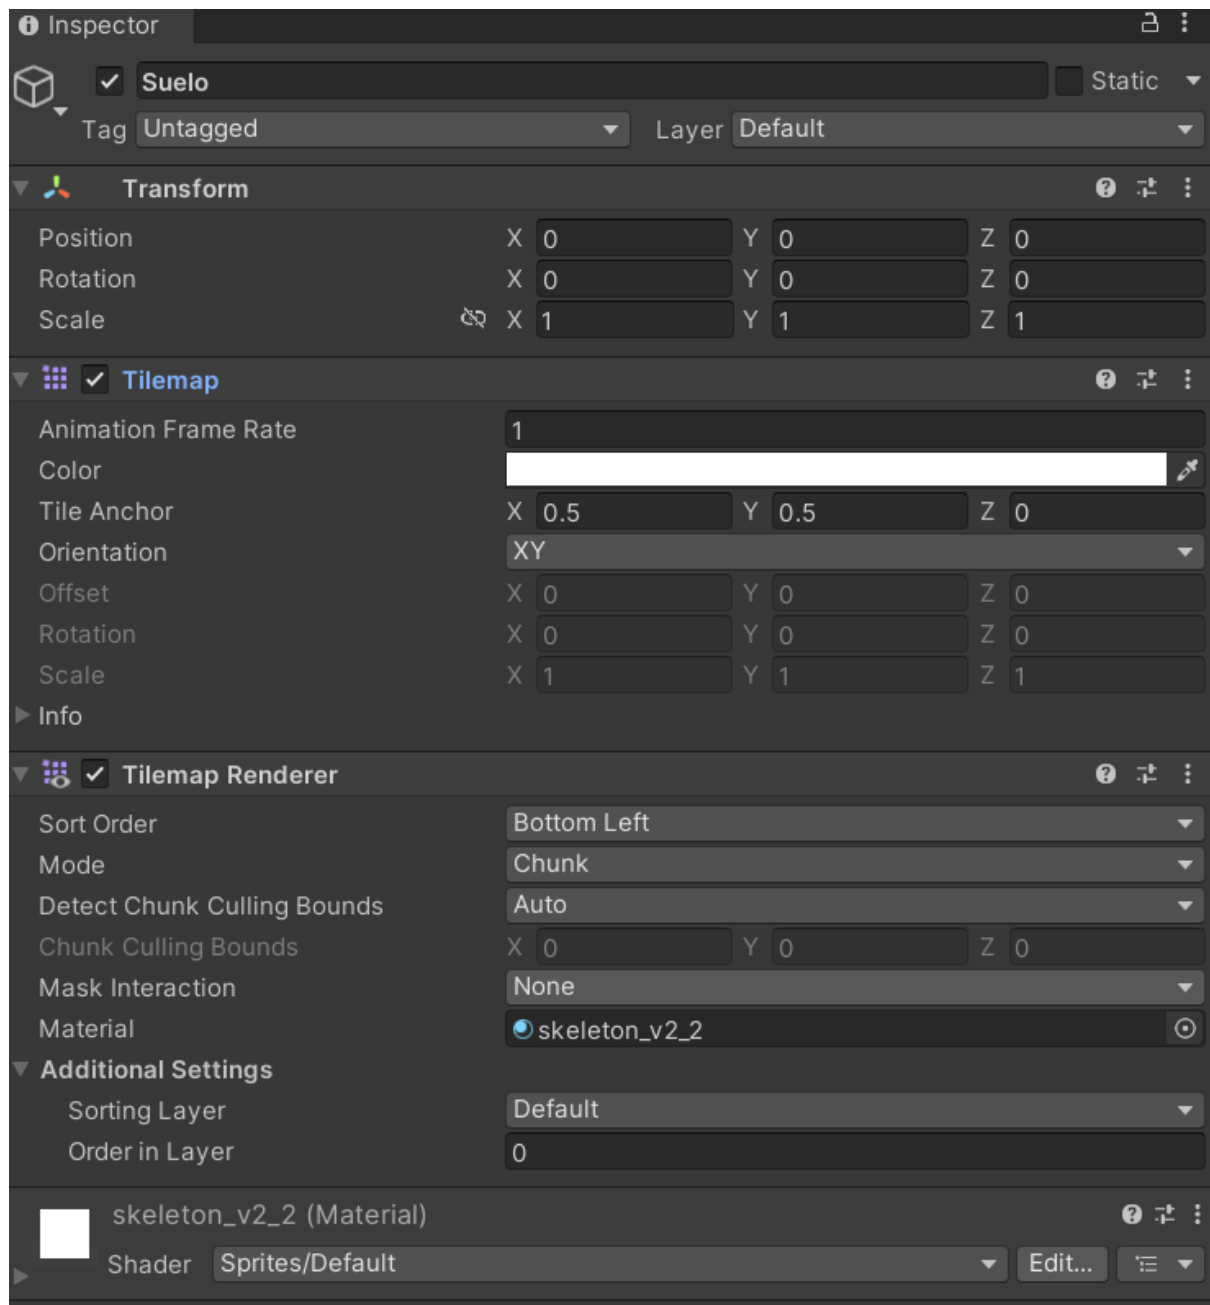 Inspector
Suelo Static
Tag Untagged Layer Default
Transform
Position X 0 Y 0 Z 0
Rotation X 0 Y 0 Z 0
Scale X 1 Y 1 Z 1
Tilemap
Animation Frame Rate 1
Color
Tile Anchor X 0.5 Y 0.5 Z 0
Orientation XY
Offset X 0 Y 0 Z 0
Rotation X 0 Y 0 Z 0
Scale X 1 Y 1 Z 1
Info
Tilemap Renderer
Sort Order Bottom Left
Mode Chunk
Detect Chunk Culling Bounds Auto
Chunk Culling Bounds X 0 Y 0 Z 0
Mask Interaction None
Material skeleton_v2_2
Additional Settings
Sorting Layer Default
Order in Layer 0
skeleton_v2_2 (Material)
Shader Sprites/Default Edit...